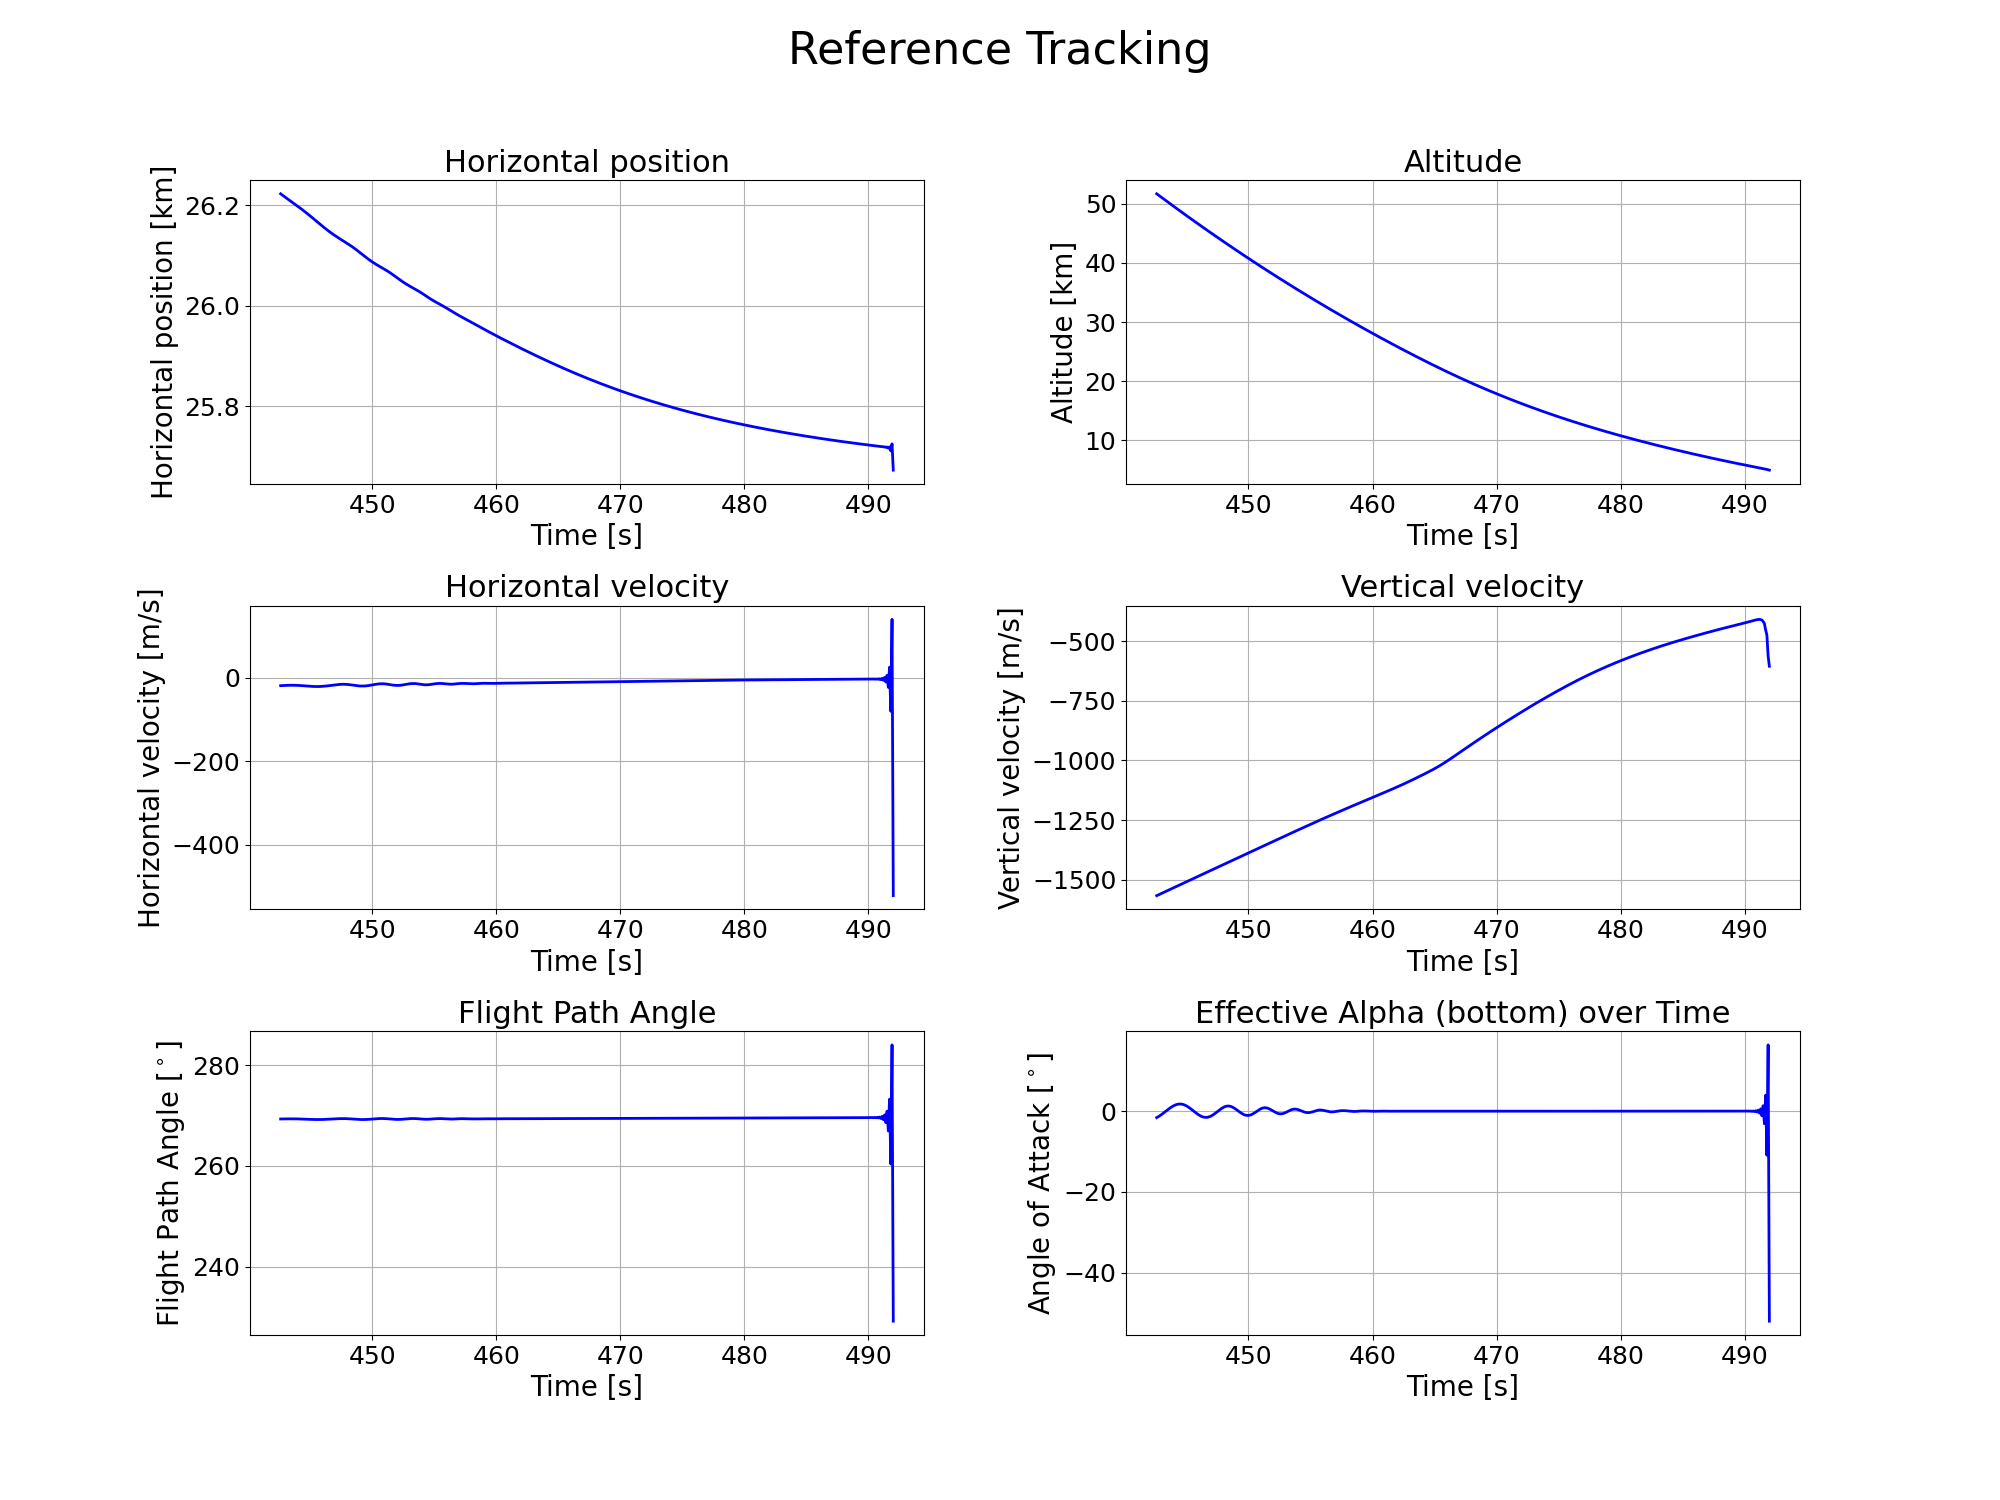 Reference Tracking
Horizontal position
Horizontal position [km]
26.2
26.0
25.8
450 460 470 480 490
Time [s]
Altitude
Altitude [km]
50
40
30
20
10
450 460 470 480 490
Time [s]
Horizontal velocity
Horizontal velocity [m/s]
0
−200
−400
450 460 470 480 490
Time [s]
Vertical velocity
Vertical velocity [m/s]
−500
−750
−1000
−1250
−1500
450 460 470 480 490
Time [s]
Flight Path Angle
Flight Path Angle [°]
280
260
240
450 460 470 480 490
Time [s]
Effective Alpha (bottom) over Time
Angle of Attack [°]
0
−20
−40
450 460 470 480 490
Time [s]